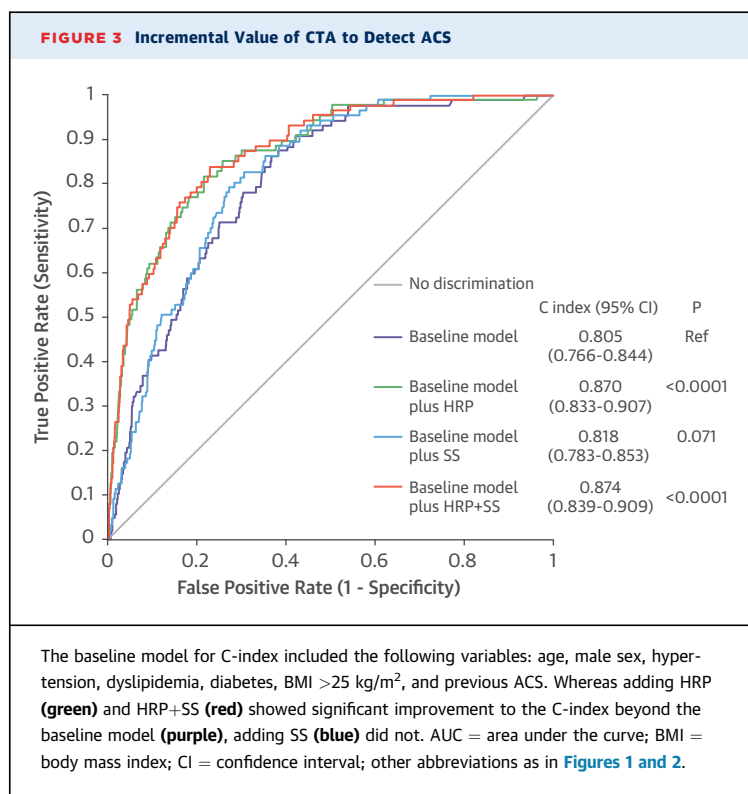 FIGURE 3 Incremental Value of CTA to Detect ACS
1
0.9
0.8
0.7
0.6
0.5
0.4
0.3
0.2
0.1
0
True Positive Rate (Sensitivity)
0
0.2
0.4
0.6
0.8
1
False Positive Rate (1 - Specificity)
No discrimination
C index (95% CI) P
Baseline model 0.805 Ref
(0.766-0.844)
Baseline model 0.870 <0.0001
plus HRP (0.833-0.907)
Baseline model 0.818 0.071
plus SS (0.783-0.853)
Baseline model 0.874 <0.0001
plus HRP+SS (0.839-0.909)
The baseline model for C-index included the following variables: age, male sex, hyper-
tension, dyslipidemia, diabetes, BMI >25 kg/m², and previous ACS. Whereas adding HRP
(green) and HRP+SS (red) showed significant improvement to the C-index beyond the
baseline model (purple), adding SS (blue) did not. AUC = area under the curve; BMI =
body mass index; CI = confidence interval; other abbreviations as in Figures 1 and 2.